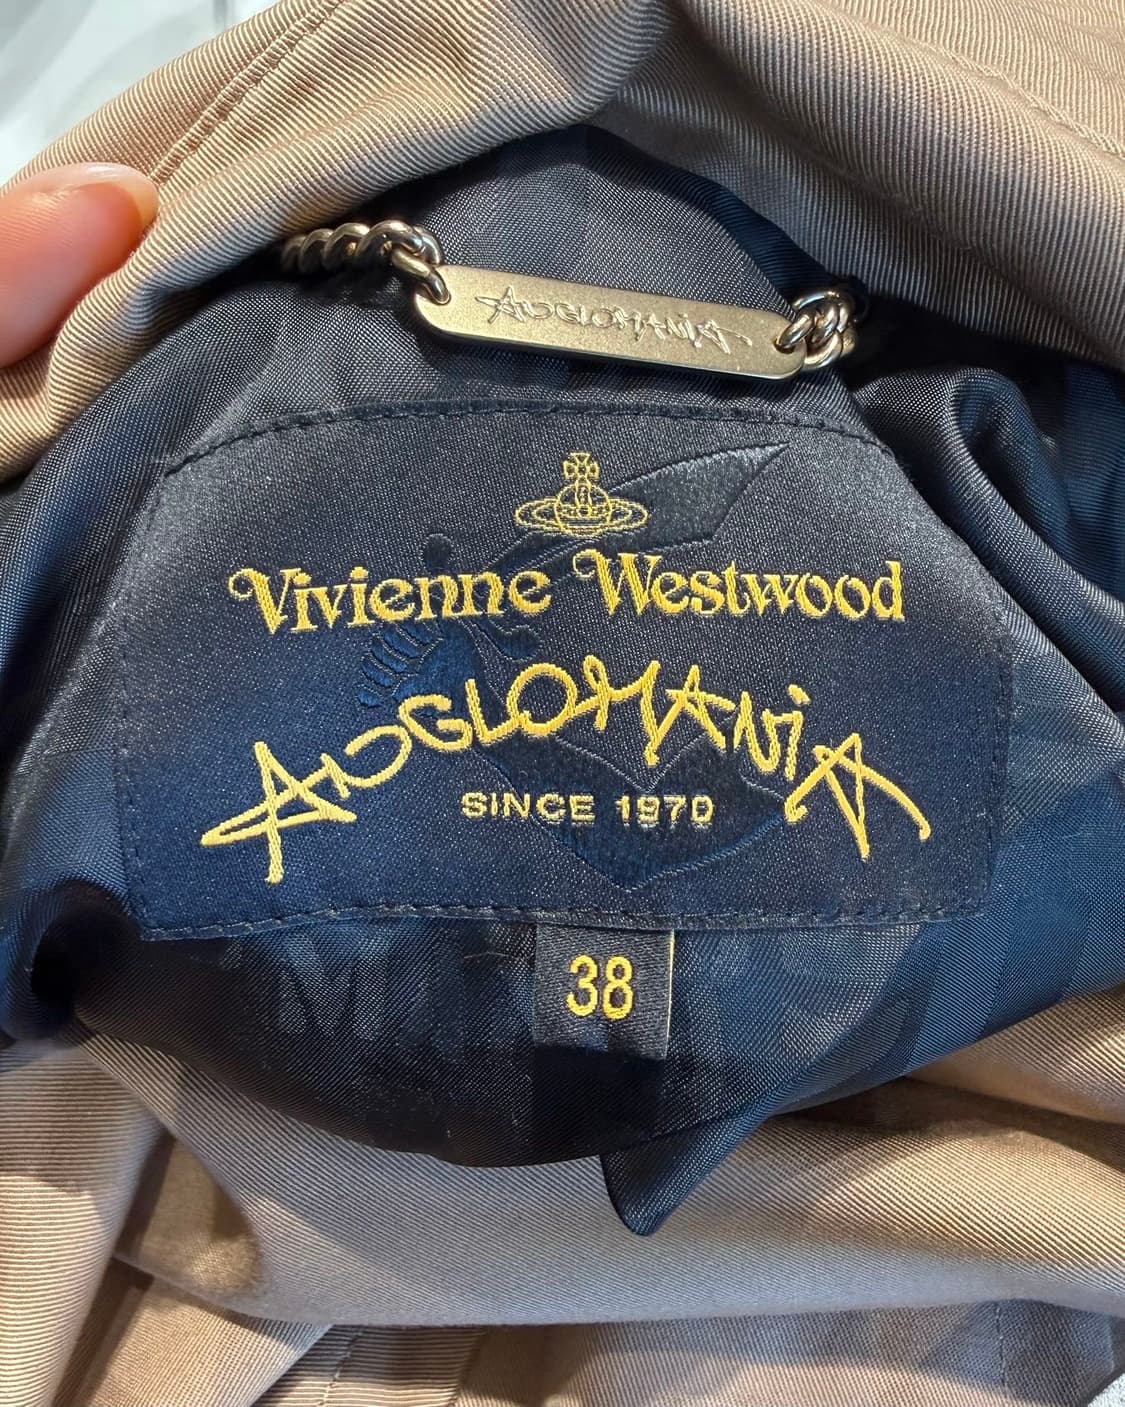 ANGLOMANIA
Vivienne Westwood
ANGLOMANIA
SINCE 1970
38